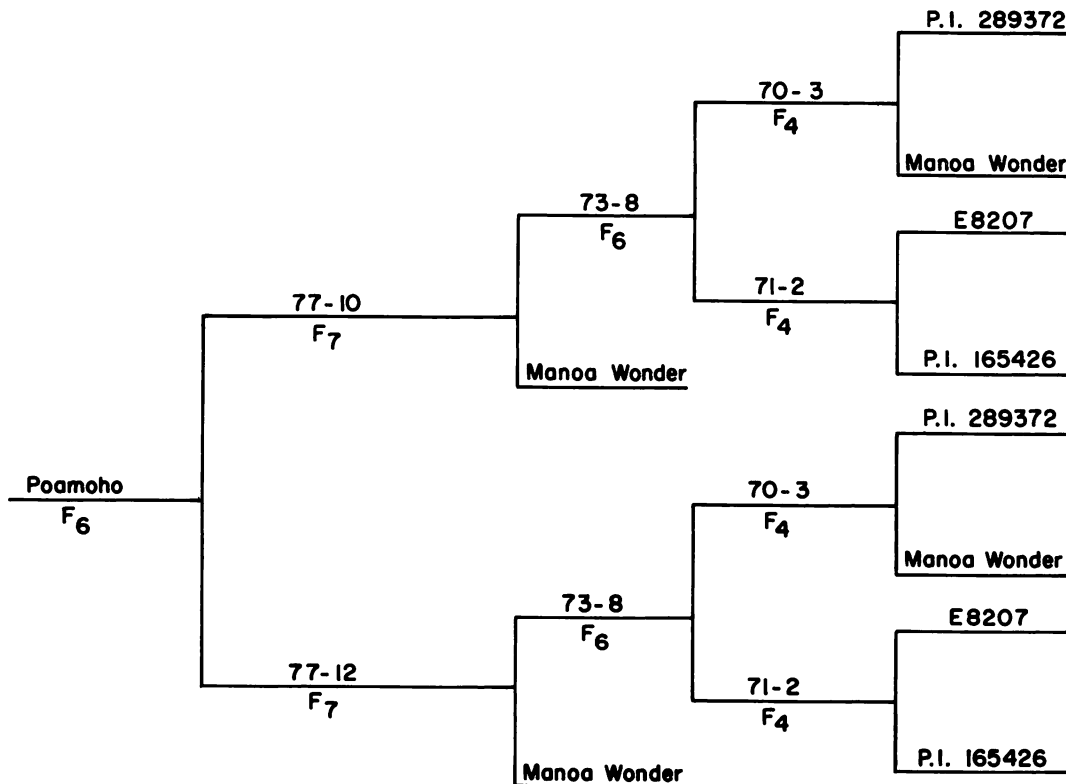 P.I. 289372
70-3
F4
Manoa Wonder
73-8
F6
E8207
71-2
F4
77-10
F7
P.I. 165426
Manoa Wonder
P.I. 289372
Poamoho
F6
70-3
F4
Manoa Wonder
73-8
F6
E8207
77-12
F7
71-2
F4
P.I. 165426
Manoa Wonder